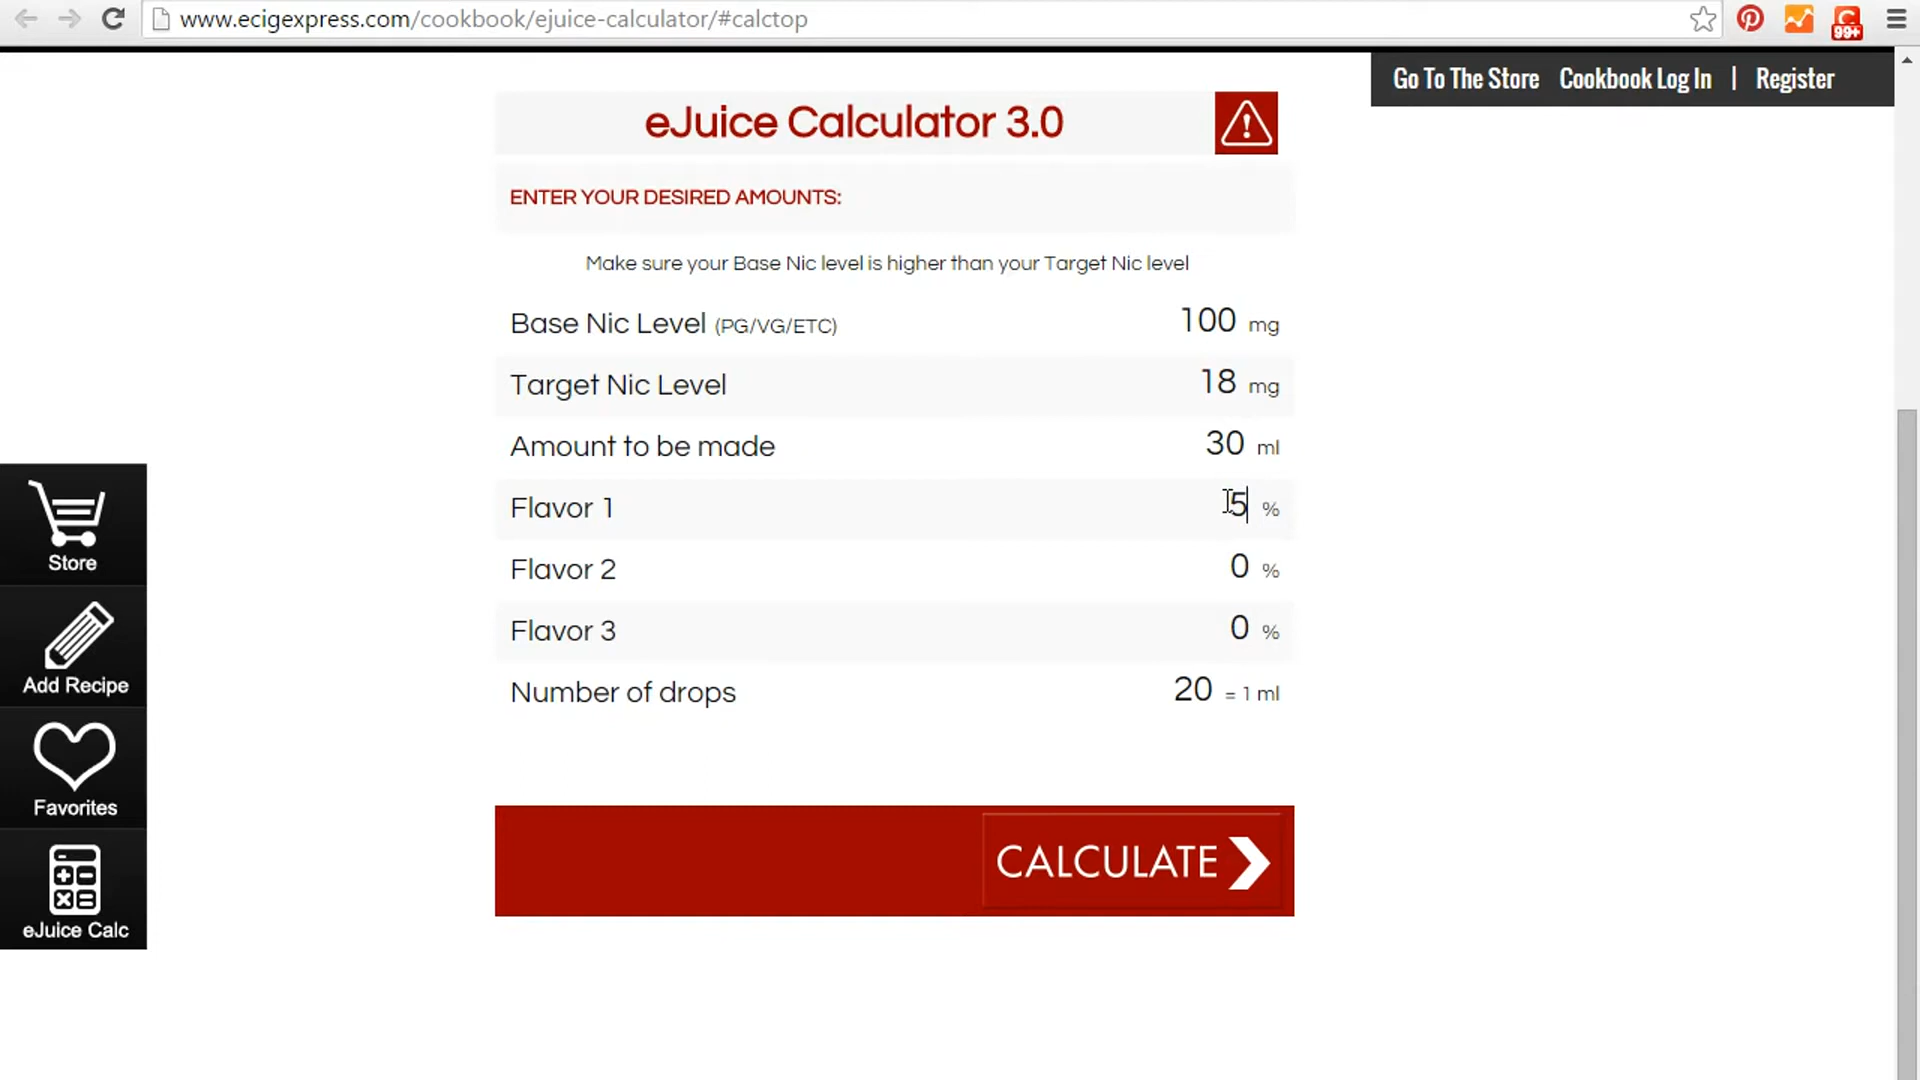 www.ecigexpress.com/cookbook/ejuice-calculator/#calctop
99+
Go To The Store Cookbook Log In | Register
eJuice Calculator 3.0
ENTER YOUR DESIRED AMOUNTS:
Make sure your Base Nic level is higher than your Target Nic level
Base Nic Level (PG/VG/ETC) 100 mg
Target Nic Level 18 mg
Amount to be made 30 ml
Flavor 1 5 %
Flavor 2 0 %
Flavor 3 0 %
Number of drops 20 = 1 ml
CALCULATE
Store
Add Recipe
Favorites
eJuice Calc